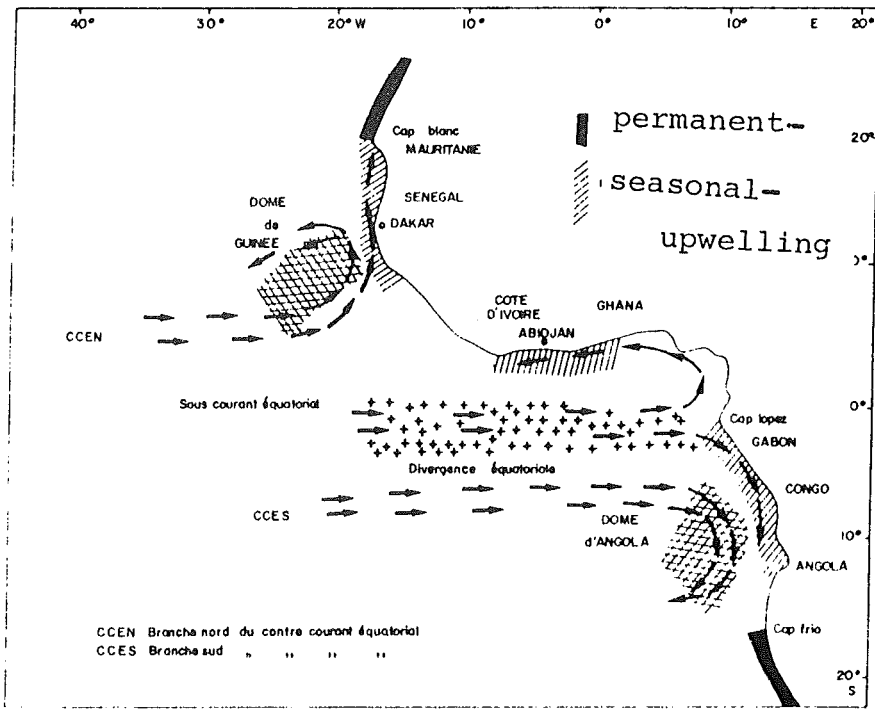 40° 20° W 10° 0° 10° E
permanent-
Cap blanc
MAURITANIE
20°
seasonal-
SENEGAL
DOME
de
GUINEE
DAKAR
upwelling
0°
COTE
D'IVOIRE
GHANA
ABIDJAN
CCEN
Sous courant équatorial
0°
Cap lopez
GABON
Divergence équatoriale
CONGO
CCES
DOME
d'ANGOLA
10°
ANGOLA
CCEN Branche nord du contre courant équatorial
Cap frio
CCES Branche sud " " " "
20°
S